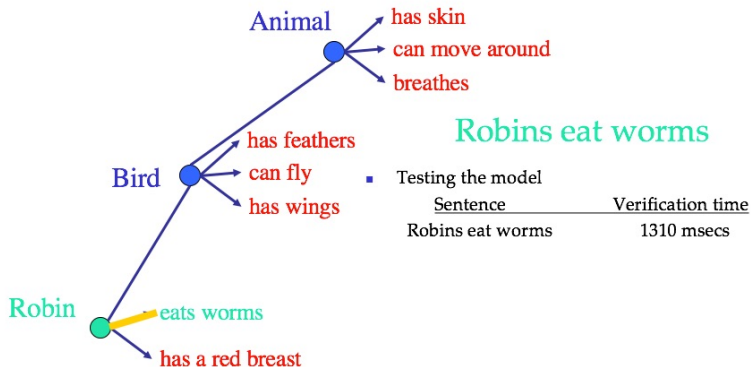 Animal
has skin
can move around
breathes
Robins eat worms
Bird
has feathers
can fly
has wings
▪ Testing the model
Sentence Verification time
Robins eat worms 1310 msecs
Robin
eats worms
has a red breast